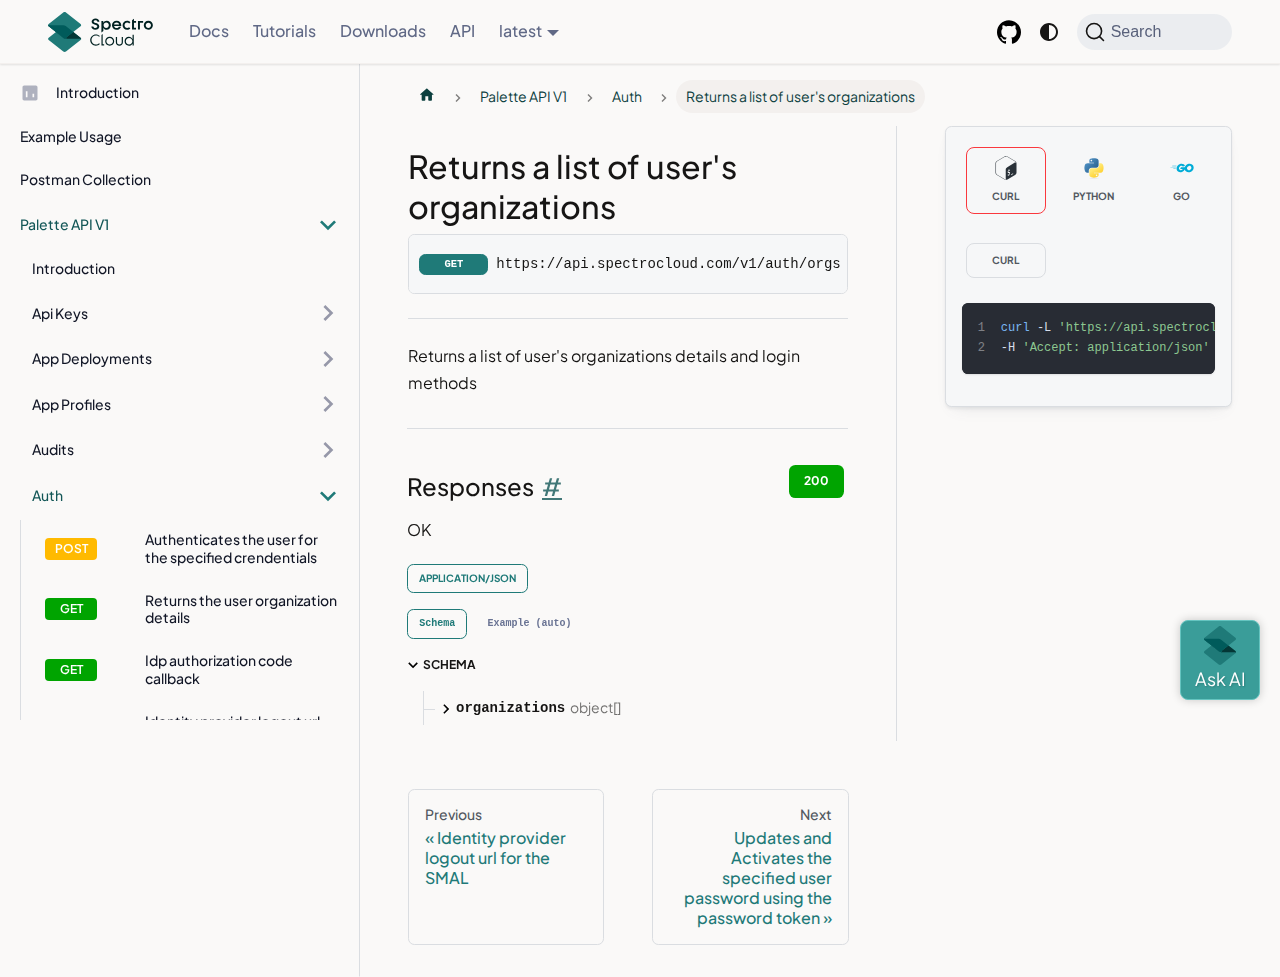 Spectro
Cloud
Docs
Tutorials
Downloads
API
latest
Search
Introduction
Example Usage
Postman Collection
Palette API V1
Introduction
Api Keys
App Deployments
App Profiles
Audits
Auth
POST
Authenticates the user for
the specified crendentials
GET
Returns the user organization
details
GET
Idp authorization code
callback
Identity provider logout url
Palette API V1
Auth
Returns a list of user's organizations
Returns a list of user's
organizations
GET
https://api.spectrocloud.com/v1/auth/orgs
Returns a list of user's organizations details and login
methods
Responses #
200
OK
APPLICATION/JSON
Schema
Example (auto)
SCHEMA
organizations object[]
Previous
« Identity provider
logout url for the
SMAL
Next
Updates and
Activates the
specified user
password using the
password token »
CURL
PYTHON
GO
CURL
1 curl -L 'https://api.spectrocl
2 -H 'Accept: application/json'
Ask AI